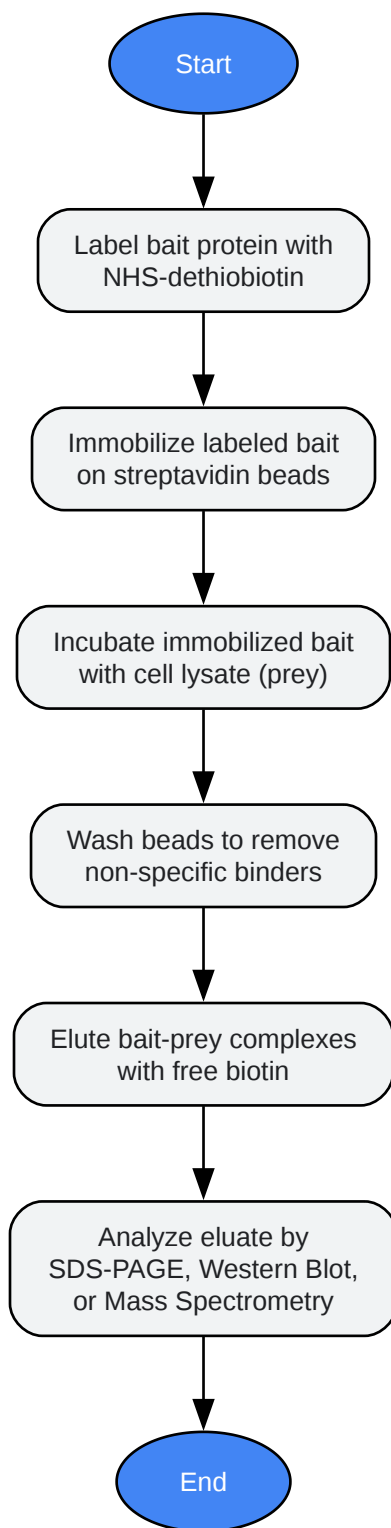 Start
Label bait protein with
NHS-dethiobiotin
Immobilize labeled bait
on streptavidin beads
Incubate immobilized bait
with cell lysate (prey)
Wash beads to remove
non-specific binders
Elute bait-prey complexes
with free biotin
Analyze eluate by
SDS-PAGE, Western Blot,
or Mass Spectrometry
End